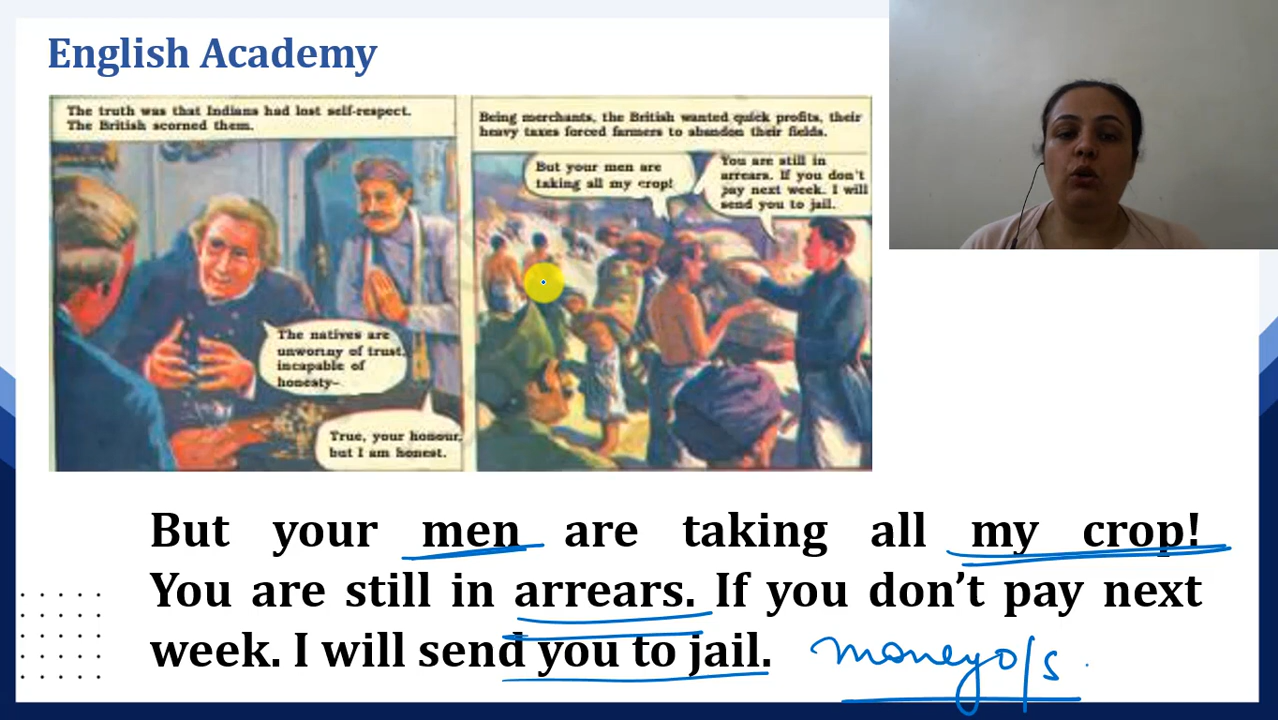 English Academy
The truth was that Indians had lost self-respect.
The British scorned them.
The natives are
unworthy of trust,
incapable of
honesty–
True, your honour,
but I am honest.
Being merchants, the British wanted quick profits, their
heavy taxes forced farmers to abandon their fields.
But your men are
taking all my crop!
You are still in
arrears. If you don't
pay next week. I will
send you to jail.
But your men are taking all my crop!
You are still in arrears. If you don’t pay next
week. I will send you to jail.
money o/s